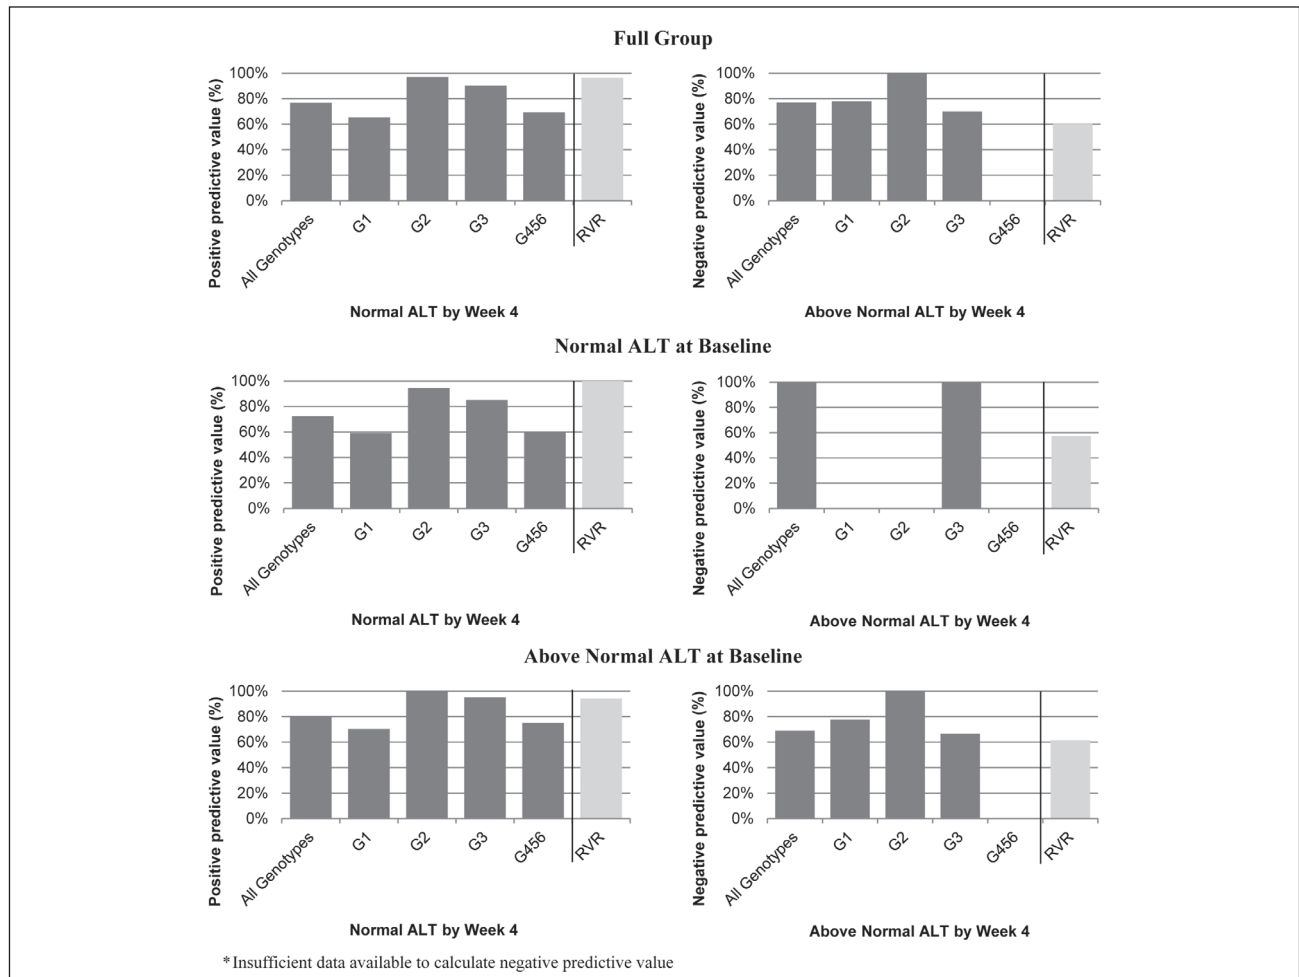 Full Group
Positive predictive value (%)
100%
80%
60%
40%
20%
0%
All Genotypes
G1
G2
G3
G456
RVR
Normal ALT by Week 4
Negative predictive value (%)
100%
80%
60%
40%
20%
0%
All Genotypes
G1
G2
G3
G456
RVR
Above Normal ALT by Week 4
Normal ALT at Baseline
Positive predictive value (%)
100%
80%
60%
40%
20%
0%
All Genotypes
G1
G2
G3
G456
RVR
Normal ALT by Week 4
Negative predictive value (%)
100%
80%
60%
40%
20%
0%
All Genotypes
G1
G2
G3
G456
RVR
Above Normal ALT by Week 4
Above Normal ALT at Baseline
Positive predictive value (%)
100%
80%
60%
40%
20%
0%
All Genotypes
G1
G2
G3
G456
RVR
Normal ALT by Week 4
Negative predictive value (%)
100%
80%
60%
40%
20%
0%
All Genotypes
G1
G2
G3
G456
RVR
Above Normal ALT by Week 4
*Insufficient data available to calculate negative predictive value